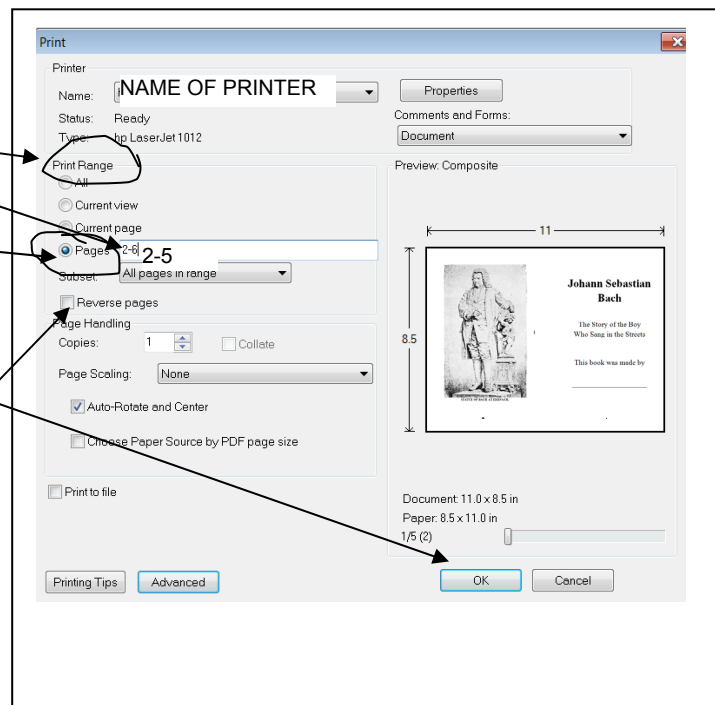 Print
Printer
Name: NAME OF PRINTER
Properties
Status: Ready
Comments and Forms:
Type: hp LaserJet 1012
Document
Print Range
Preview: Composite
All
Current view
Current page
Pages 2-6 2-5
Subset: All pages in range
Reverse pages
Page Handling
Copies: 1 Collate
Page Scaling: None
Auto-Rotate and Center
Choose Paper Source by PDF page size
Print to file
11
8.5
Johann Sebastian
Bach
The Story of the Boy
Who Sang in the Streets
This book was made by
Document: 11.0 x 8.5 in
Paper: 8.5 x 11.0 in
1/5 (2)
Printing Tips Advanced
OK Cancel